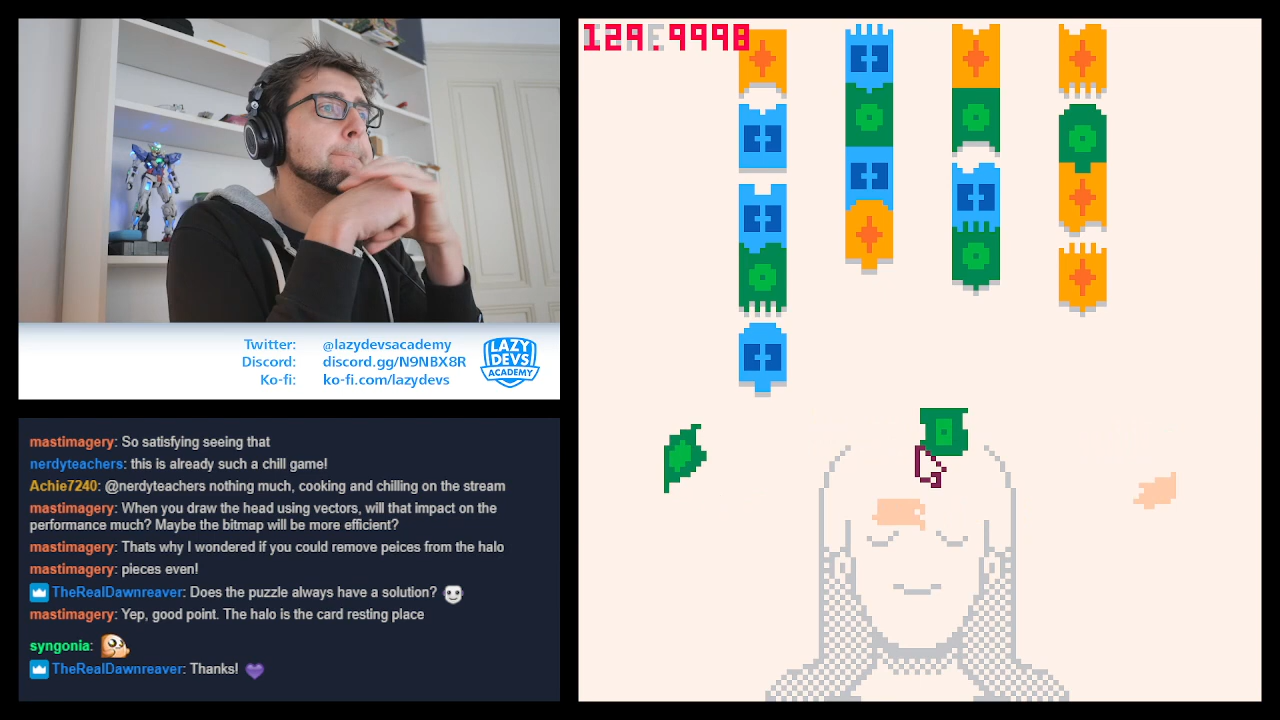 129.9998
Twitter: @lazydevsacademy
Discord: discord.gg/N9NBX8R
Ko-fi: ko-fi.com/lazydevs
LAZY
DEVS
ACADEMY
mastimagery: So satisfying seeing that
nerdyteachers: this is already such a chill game!
Achie7240: @nerdyteachers nothing much, cooking and chilling on the stream
mastimagery: When you draw the head using vectors, will that impact on the
performance much? Maybe the bitmap will be more efficient?
mastimagery: Thats why I wondered if you could remove peices from the halo
mastimagery: pieces even!
TheRealDawnreaver: Does the puzzle always have a solution?
mastimagery: Yep, good point. The halo is the card resting place
syngonia:
TheRealDawnreaver: Thanks!